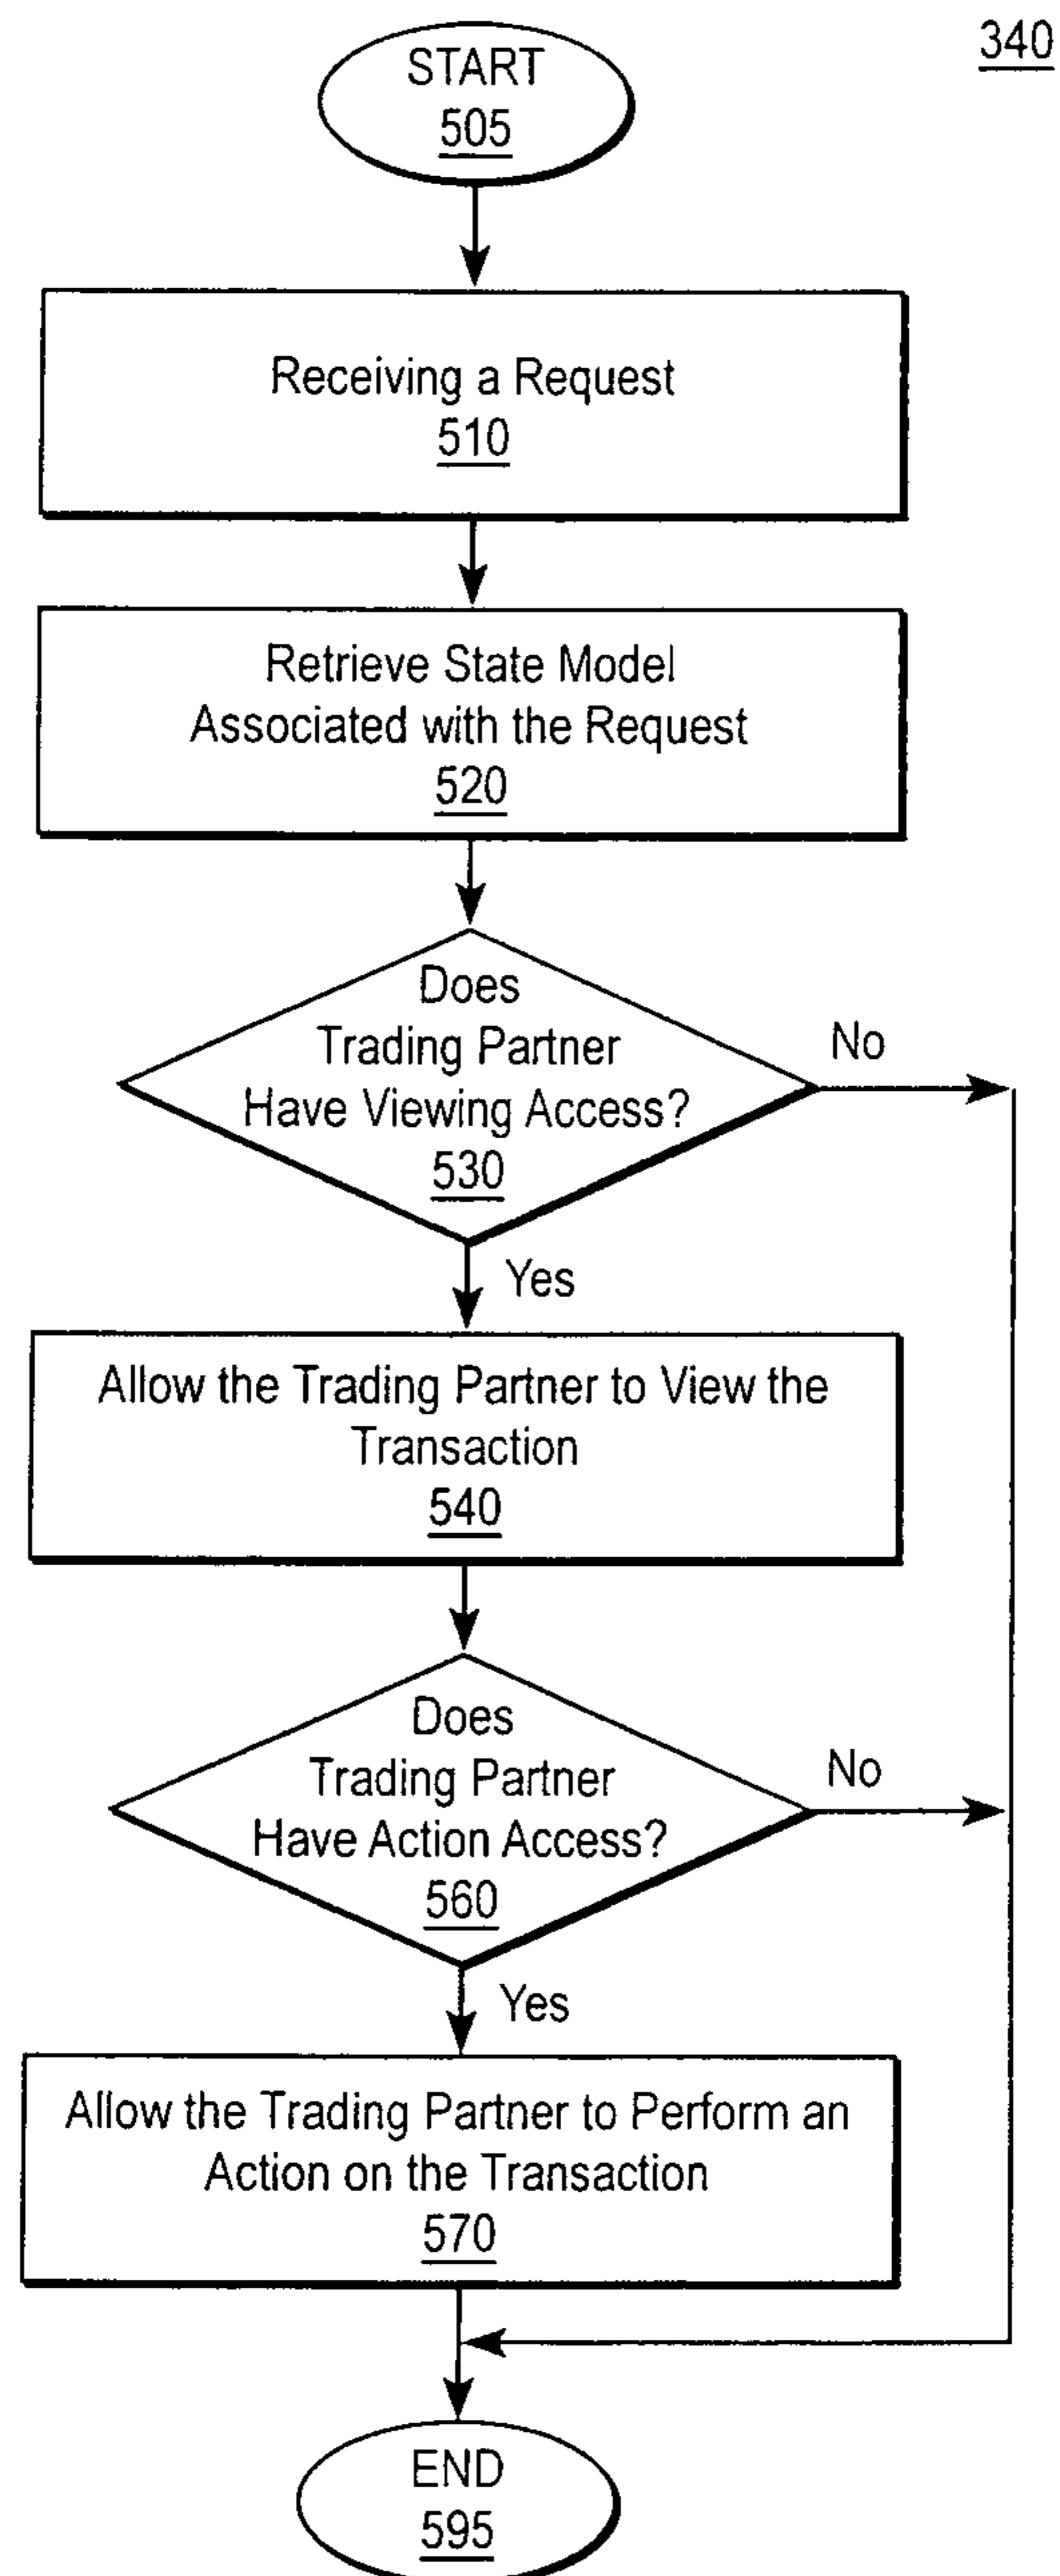 340
START
505
Receiving a Request
510
Retrieve State Model
Associated with the Request
520
Does
Trading Partner
Have Viewing Access?
530
No
Yes
Allow the Trading Partner to View the
Transaction
540
Does
Trading Partner
Have Action Access?
560
No
Yes
Allow the Trading Partner to Perform an
Action on the Transaction
570
END
595